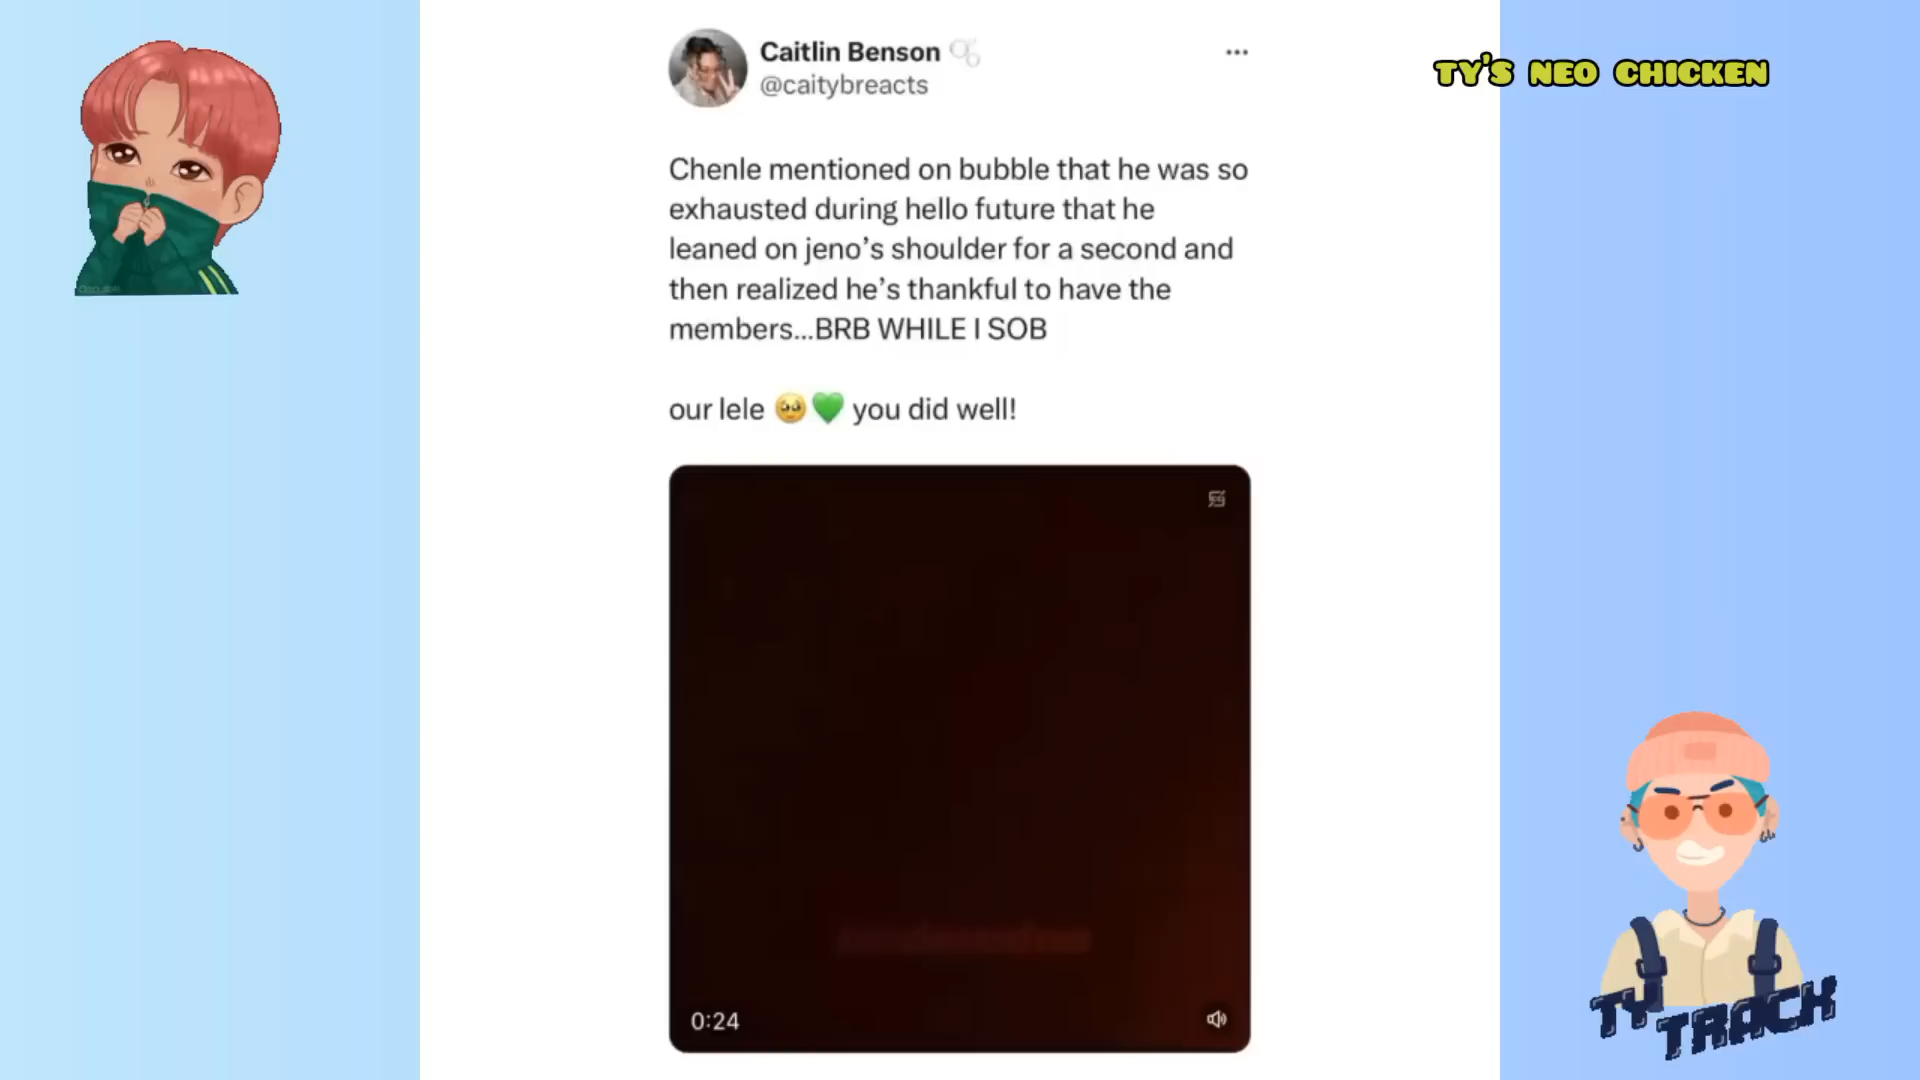 Caitlin Benson
@caitybreacts
TY'S NEO CHICKEN
Chenle mentioned on bubble that he was so
exhausted during hello future that he
leaned on jeno’s shoulder for a second and
then realized he’s thankful to have the
members...BRB WHILE I SOB
our lele 🥹💚 you did well!
0:24
TY
TRACK